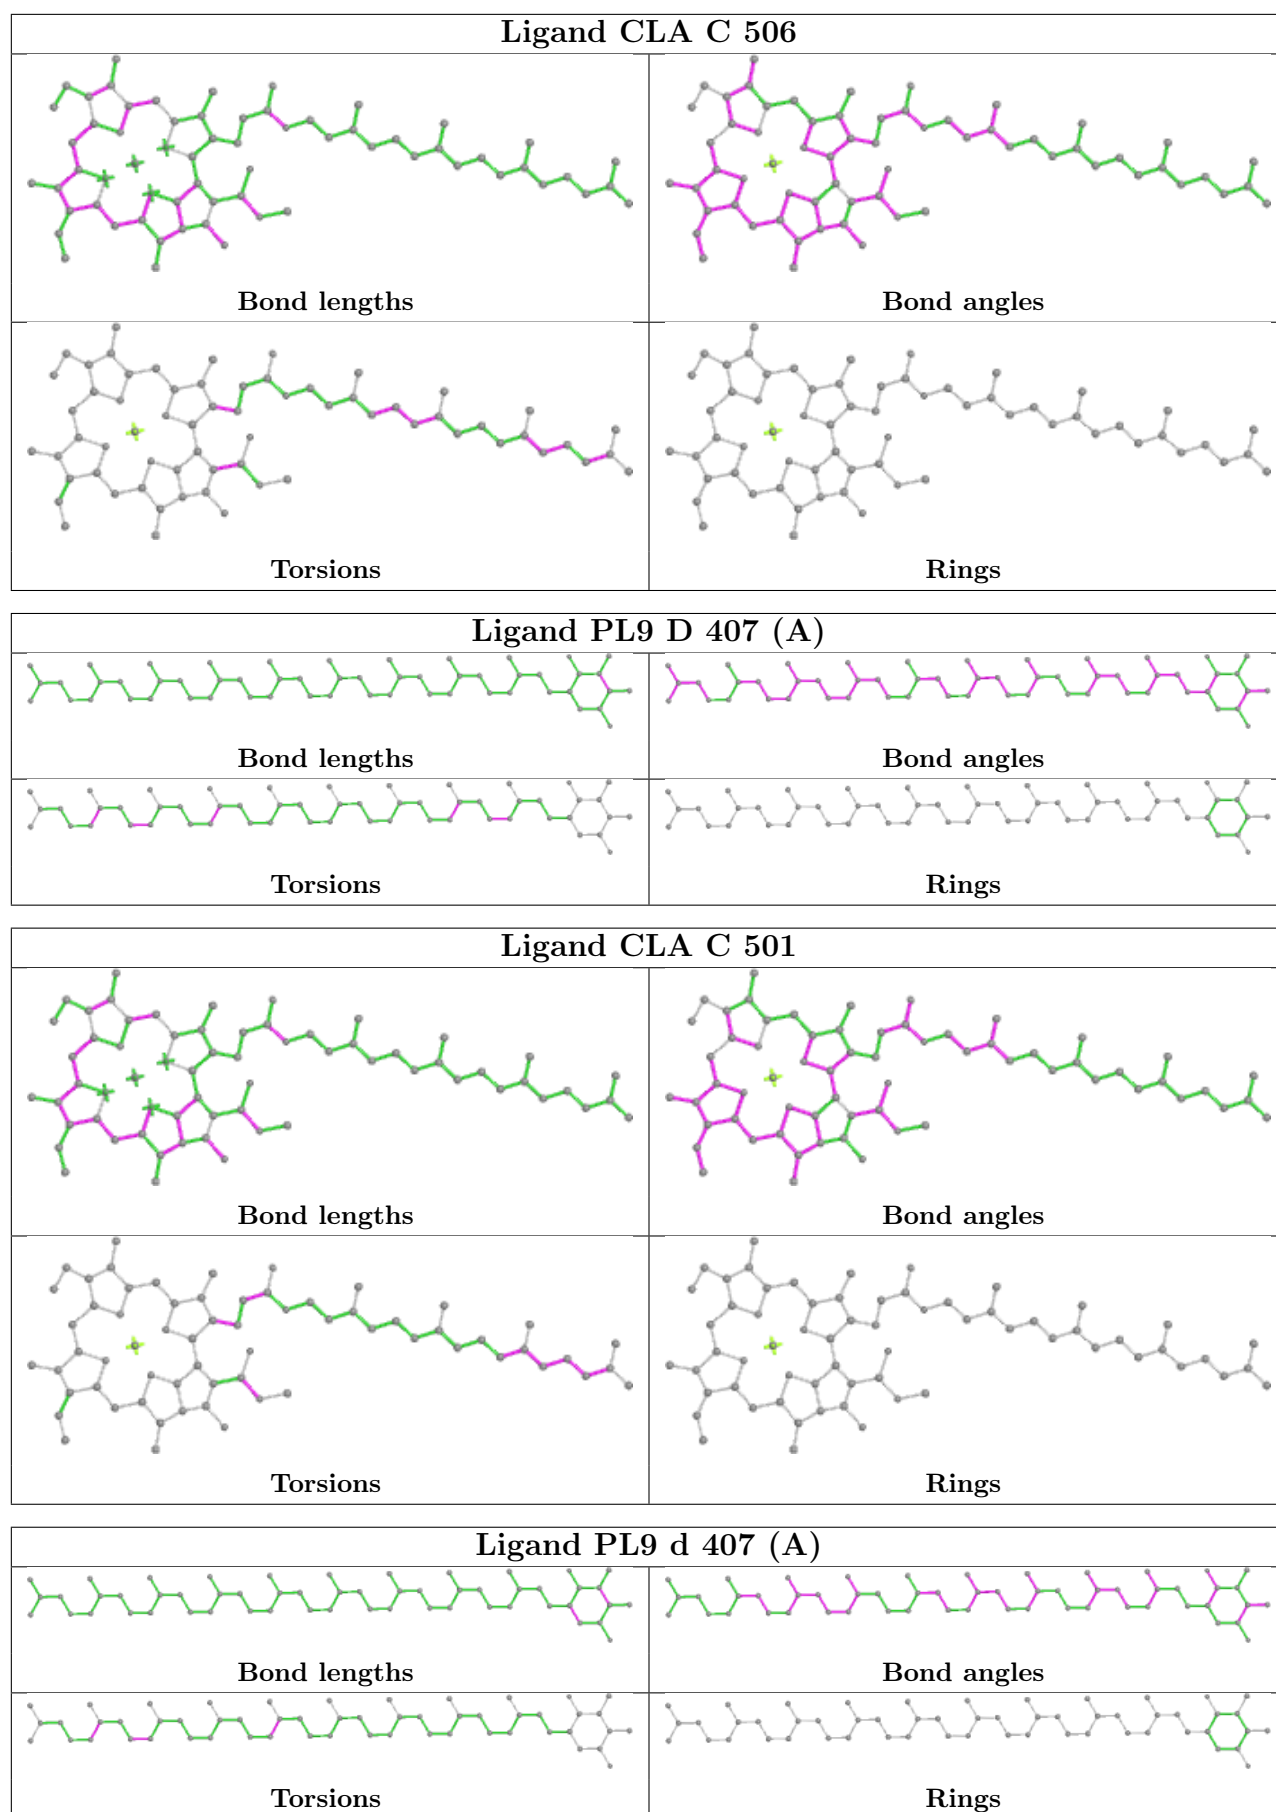 Ligand CLA C 506
Bond lengths
Bond angles
Torsions
Rings
Ligand PL9 D 407 (A)
Bond lengths
Bond angles
Torsions
Rings
Ligand CLA C 501
Bond lengths
Bond angles
Torsions
Rings
Ligand PL9 d 407 (A)
Bond lengths
Bond angles
Torsions
Rings